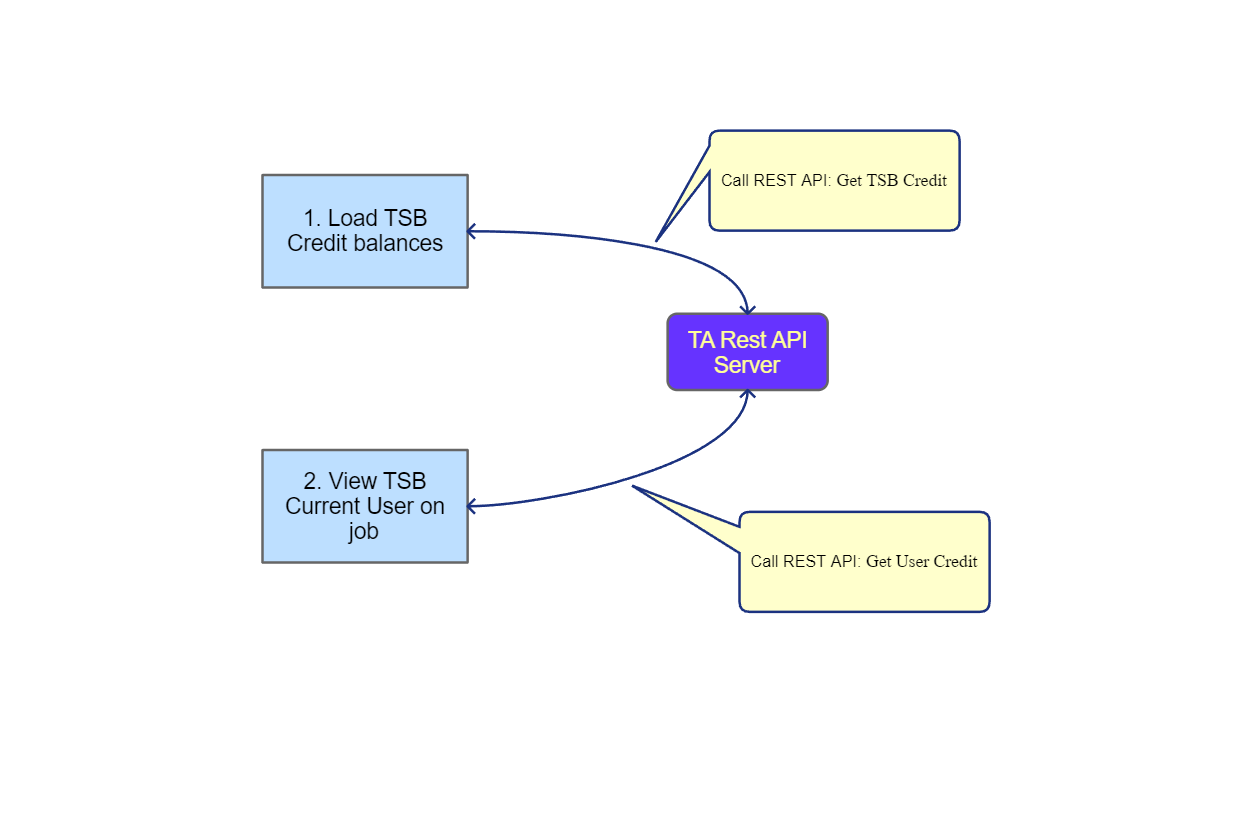 Call REST API: Get TSB Credit
1. Load TSB
Credit balances
TA Rest API
Server
2. View TSB
Current User on
job
Call REST API: Get User Credit